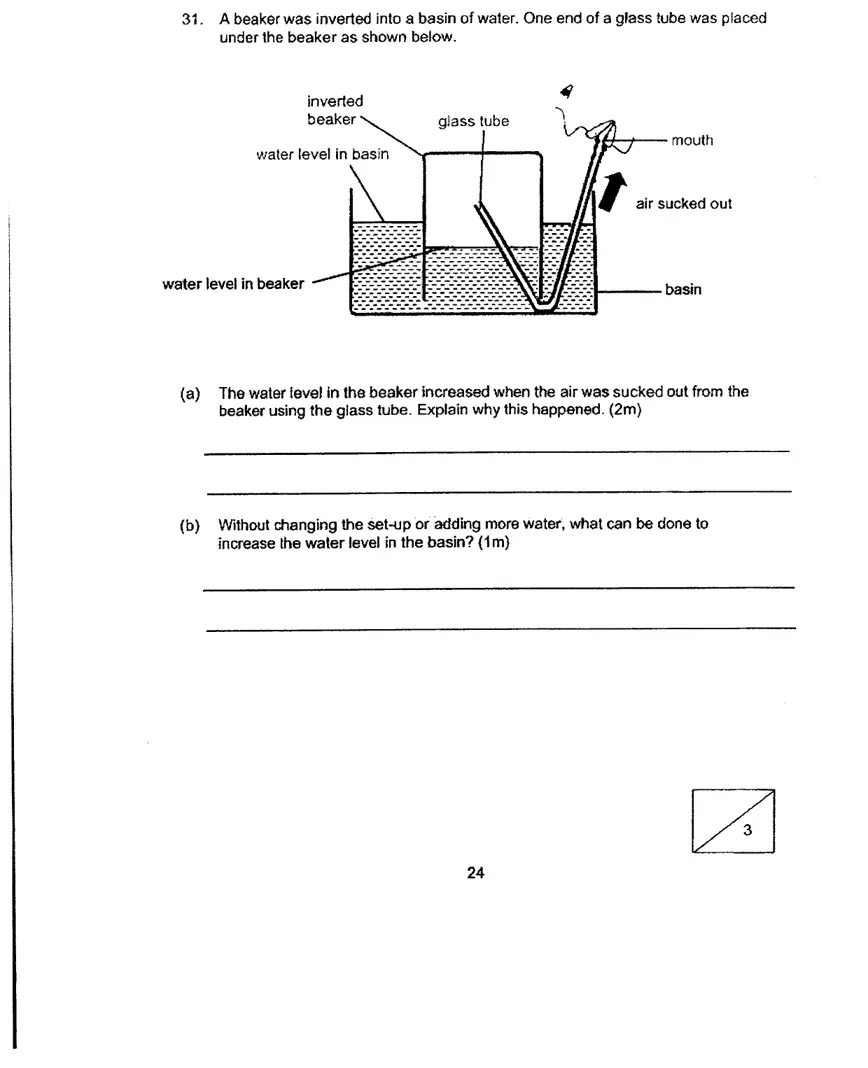 31. A beaker was inverted into a basin of water. One end of a glass tube was placed
under the beaker as shown below.
inverted
beaker
glass tube
mouth
water level in basin
air sucked out
water level in beaker
basin
(a) The water level in the beaker increased when the air was sucked out from the
beaker using the glass tube. Explain why this happened. (2m)
(b) Without changing the set-up or adding more water, what can be done to
increase the water level in the basin? (1m)
3
24